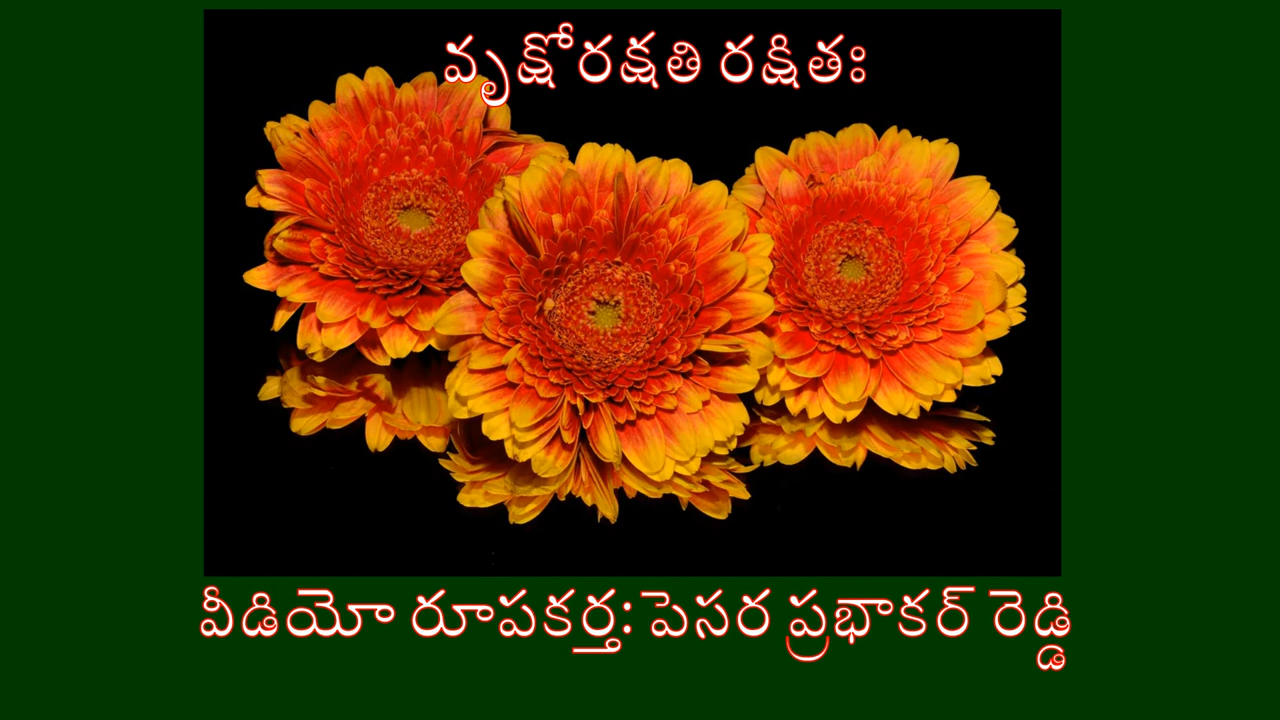 వృక్షోరక్షతి రక్షితః
వీడియో రూపకర్త: పెసర ప్రభాకర్ రెడ్డి